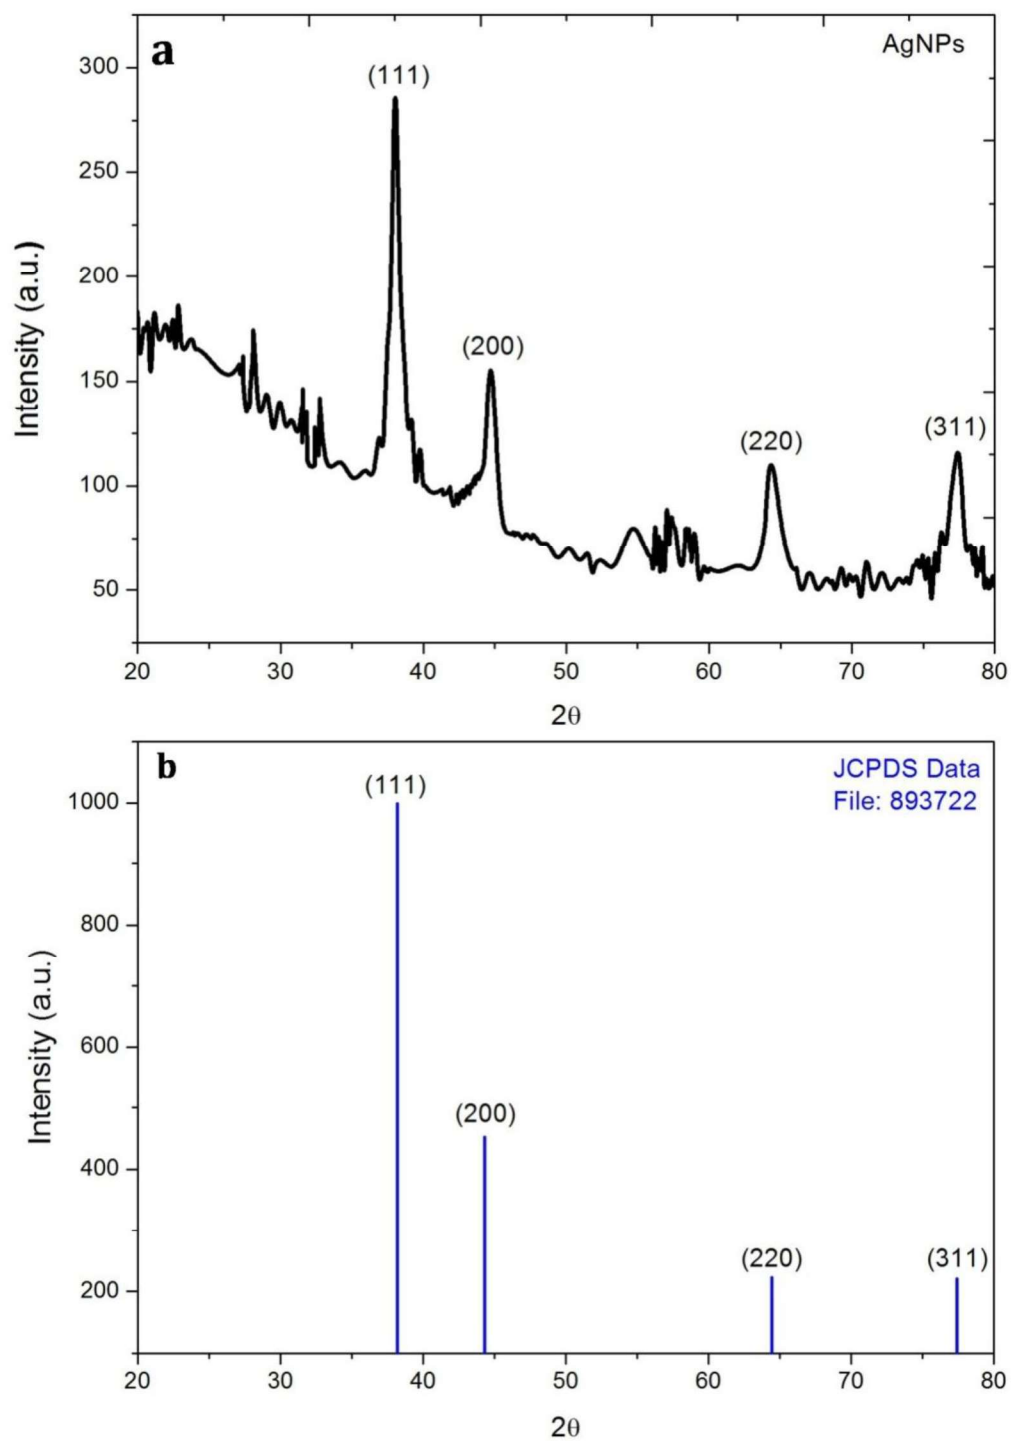 a
AgNPs
(111)
(200)
(220)
(311)
300
250
200
150
100
50
Intensity (a.u.)
20 30 40 50 60 70 80
2θ
b
JCPDS Data
File: 893722
(111)
(200)
(220)
(311)
1000
800
600
400
200
Intensity (a.u.)
20 30 40 50 60 70 80
2θ